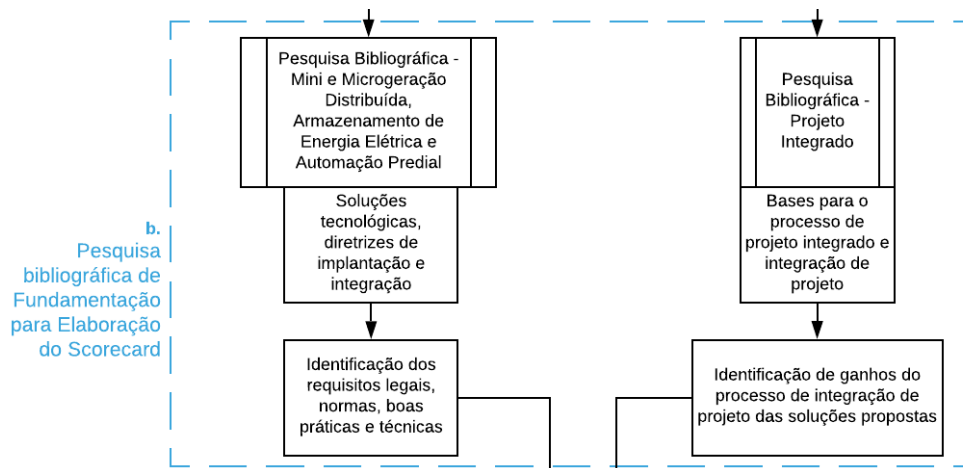 Pesquisa Bibliográfica -
Mini e Microgeração
Distribuída,
Armazenamento de
Energia Elétrica e
Automação Predial
Soluções
tecnológicas,
diretrizes de
implantação e
integração
Identificação dos
requisitos legais,
normas, boas
práticas e técnicas
Pesquisa
Bibliográfica -
Projeto
Integrado
Bases para o
processo de
projeto integrado e
integração de
projeto
Identificação de ganhos do
processo de integração de
projeto das soluções propostas
b.
Pesquisa
bibliográfica de
Fundamentação
para Elaboração
do Scorecard